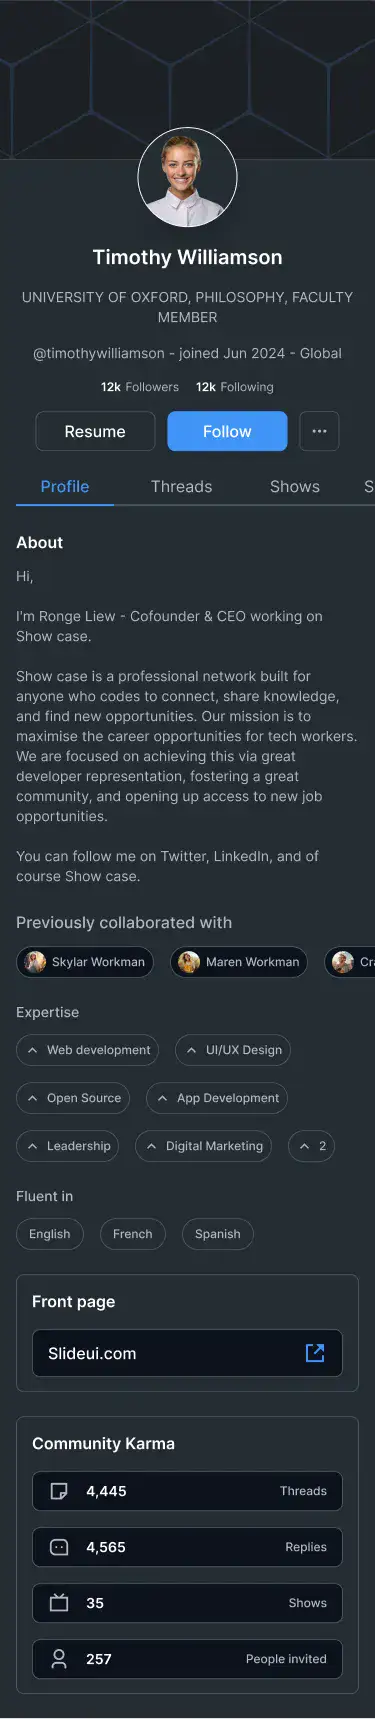 Timothy Williamson
UNIVERSITY OF OXFORD, PHILOSOPHY, FACULTY
MEMBER
@timothywilliamson - joined Jun 2024 - Global
12k Followers 12k Following
Resume Follow
Profile Threads Shows S
About
Hi,
I'm Ronge Liew - Cofounder & CEO working on
Show case.
Show case is a professional network built for
anyone who codes to connect, share knowledge,
and find new opportunities. Our mission is to
maximise the career opportunities for tech workers.
We are focused on achieving this via great
developer representation, fostering a great
community, and opening up access to new job
opportunities.
You can follow me on Twitter, LinkedIn, and of
course Show case.
Previously collaborated with
Skylar Workman Maren Workman Cra
Expertise
Web development UI/UX Design
Open Source App Development
Leadership Digital Marketing 2
Fluent in
English French Spanish
Front page
Slideui.com
Community Karma
4,445 Threads
4,565 Replies
35 Shows
257 People invited